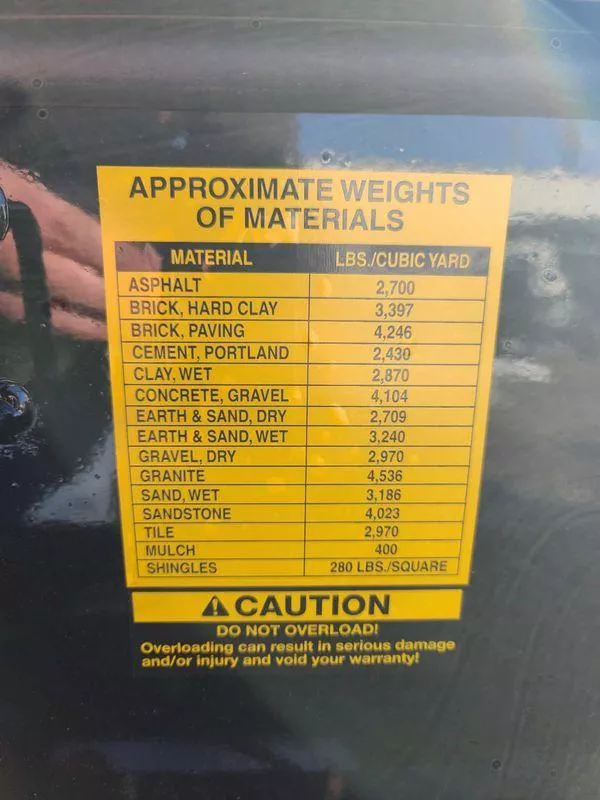 APPROXIMATE WEIGHTS
OF MATERIALS
MATERIAL LBS./CUBIC YARD
ASPHALT 2,700
BRICK, HARD CLAY 3,397
BRICK, PAVING 4,246
CEMENT, PORTLAND 2,430
CLAY, WET 2,870
CONCRETE, GRAVEL 4,104
EARTH & SAND, DRY 2,709
EARTH & SAND, WET 3,240
GRAVEL, DRY 2,970
GRANITE 4,536
SAND, WET 3,186
SANDSTONE 4,023
TILE 2,970
MULCH 400
SHINGLES 280 LBS./SQUARE
CAUTION
DO NOT OVERLOAD!
Overloading can result in serious damage
and/or injury and void your warranty!